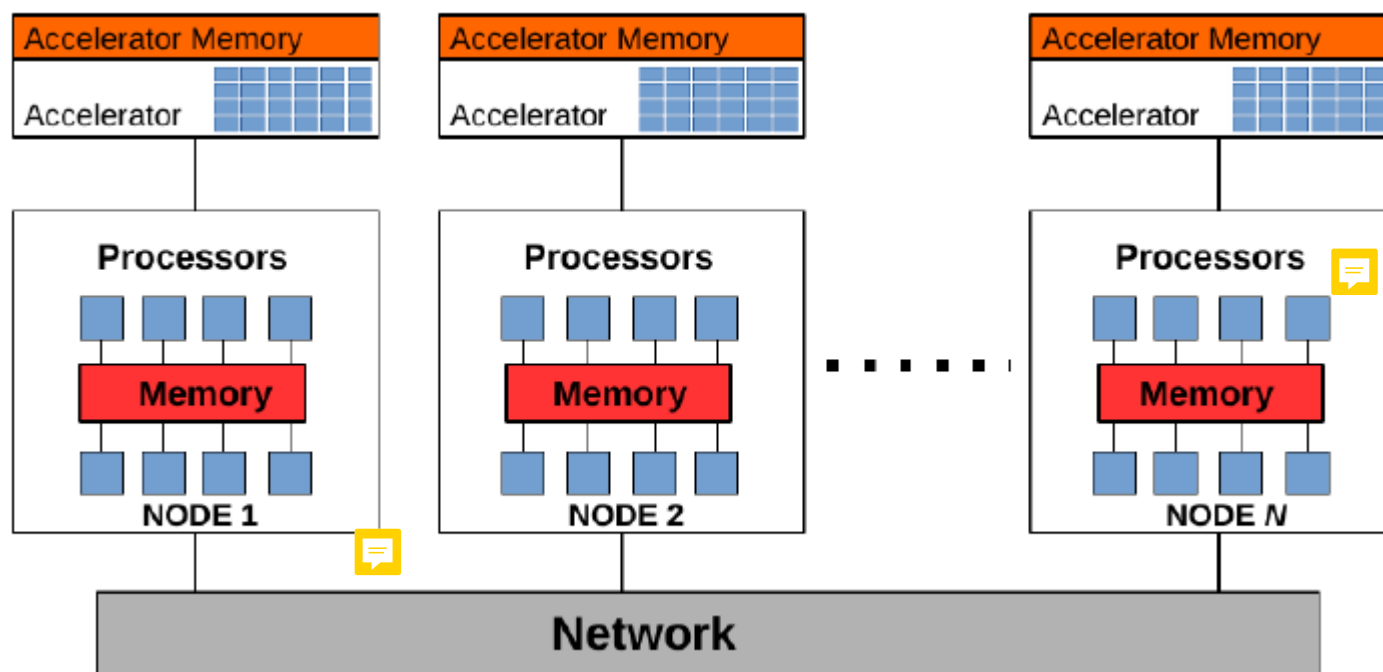 Accelerator Memory
Accelerator
Accelerator Memory
Accelerator
Accelerator Memory
Accelerator
Processors
Memory
NODE 1
Processors
Memory
NODE 2
Processors
Memory
NODE N
Network